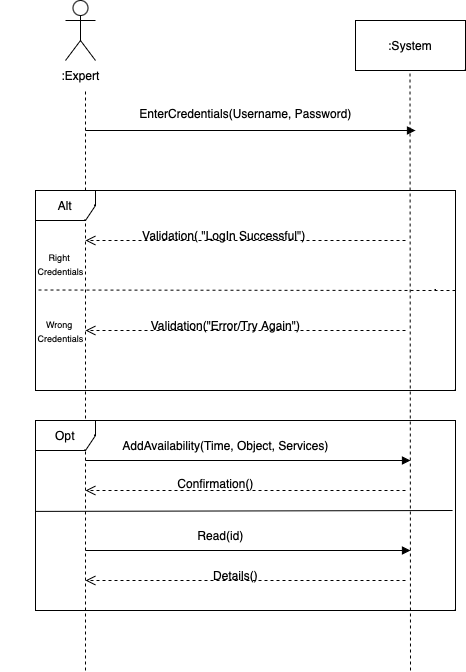 :Expert
:System
EnterCredentials(Username, Password)
Alt
Validation( "LogIn Successful")
Right
Credentials
Wrong
Credentials
Validation("Error/Try Again")
Opt
AddAvailability(Time, Object, Services)
Confirmation()
Read(id)
Details()